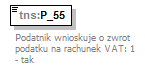 tns:P_55
Podatnik wnioskuje o zwrot
podatku na rachunek VAT: 1
- tak